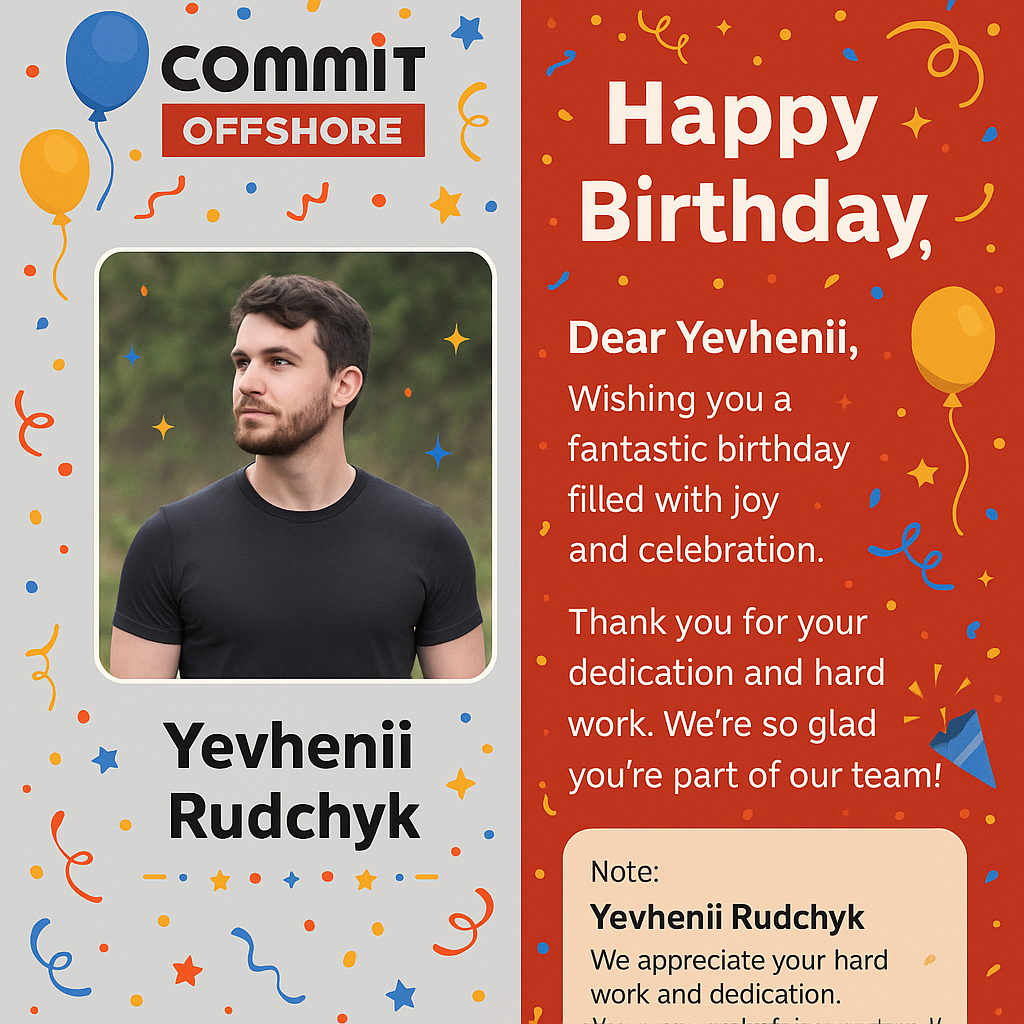 COMMIT
OFFSHORE
Yevhenii
Rudchyk
Happy
Birthday,
Dear Yevhenii,
Wishing you a
fantastic birthday
filled with joy
and celebration.
Thank you for your
dedication and hard
work. We're so glad
you're part of our team!
Note:
Yevhenii Rudchyk
We appreciate your hard
work and dedication.